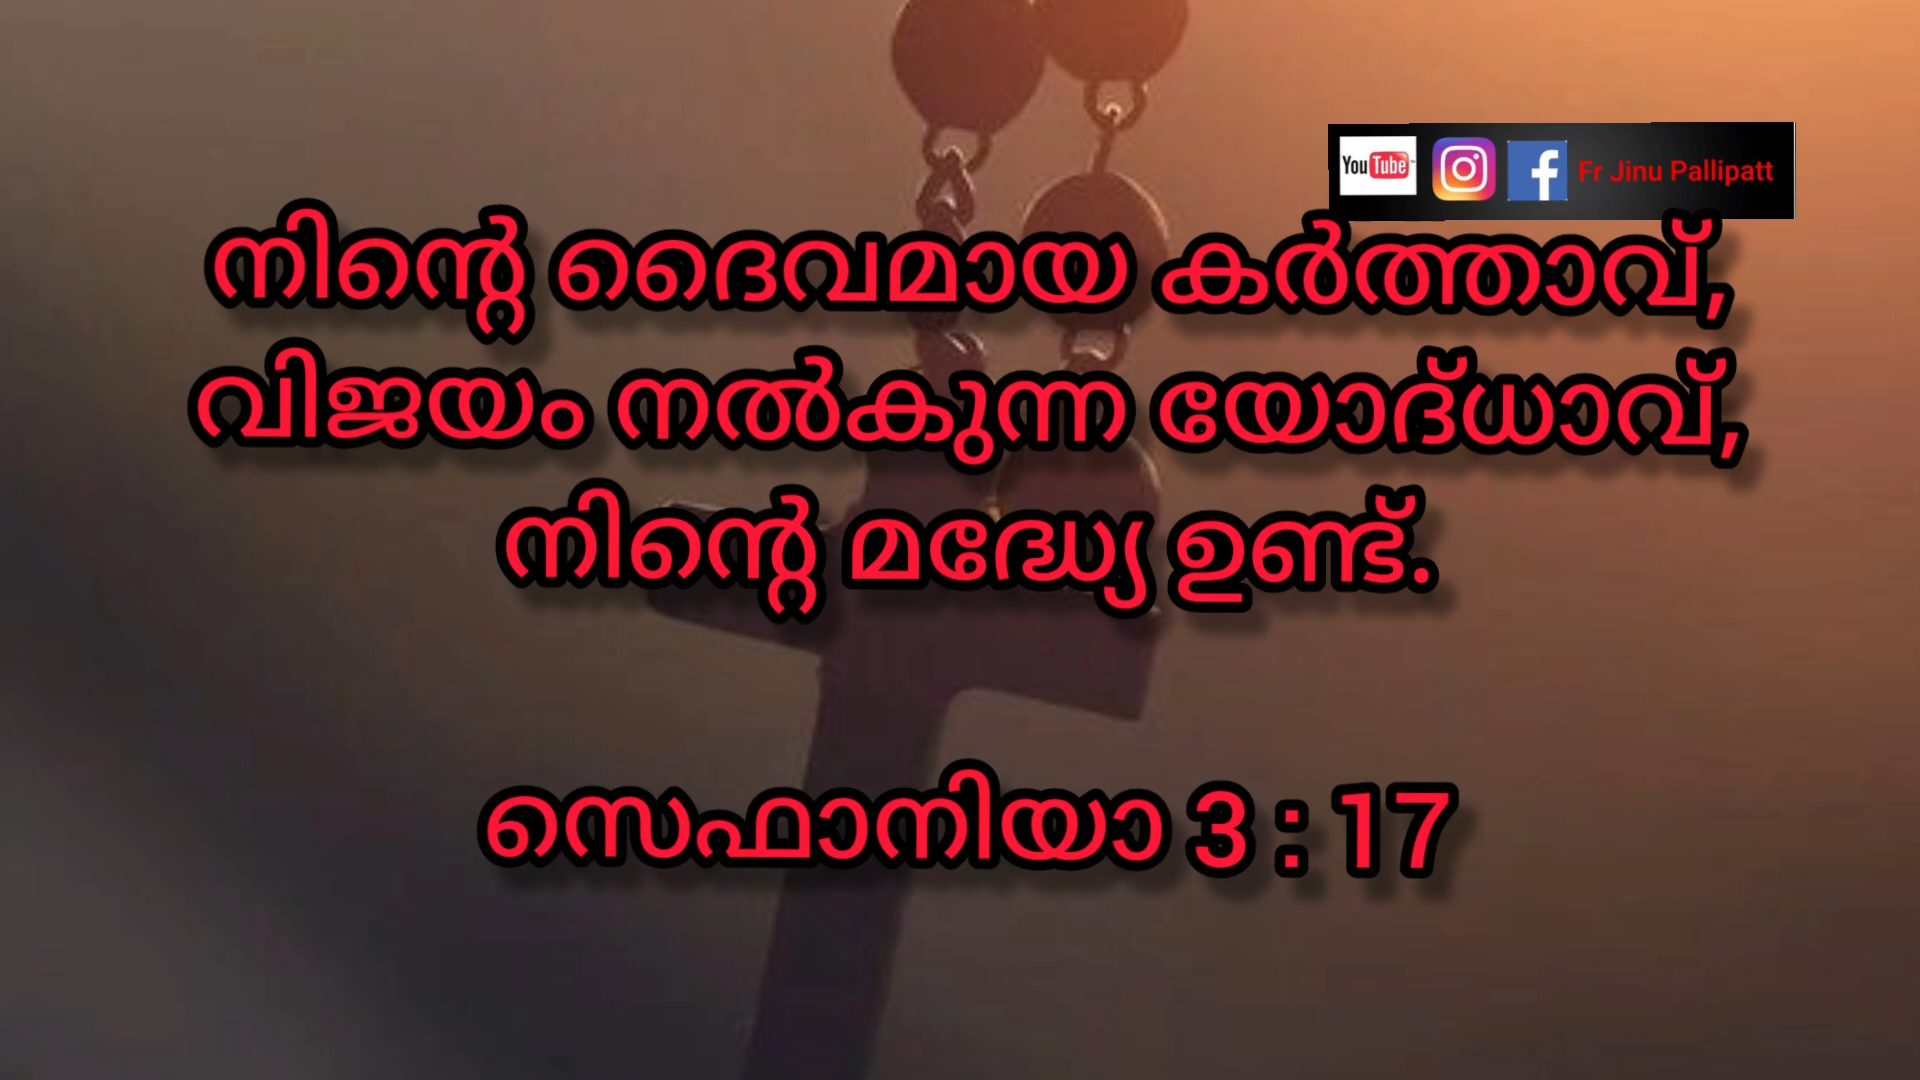 YouTube Fr Jinu Pallipatt
നിന്റെ ദൈവമായ കർത്താവ്,
വിജയം നൽകുന്ന യോദ്ധാവ്,
നിന്റെ മദ്ധ്യേ ഉണ്ട്.
സെഫാനിയാ 3 : 17